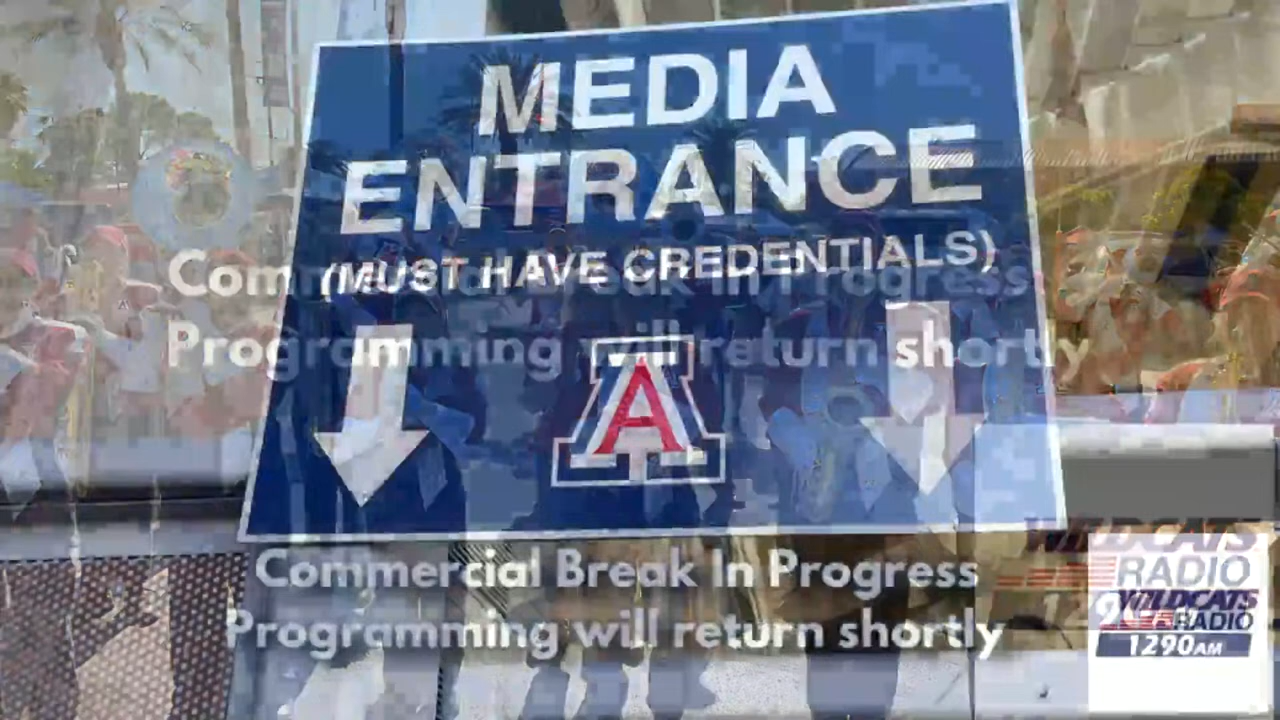 MEDIA
ENTRANCE
(MUST HAVE CREDENTIALS)
Commercial Break In Progress
Programming will return shortly
A
Commercial Break In Progress
Programming will return shortly
WILDCATS
RADIO
1290
WILDCATS
RADIO
1290AM